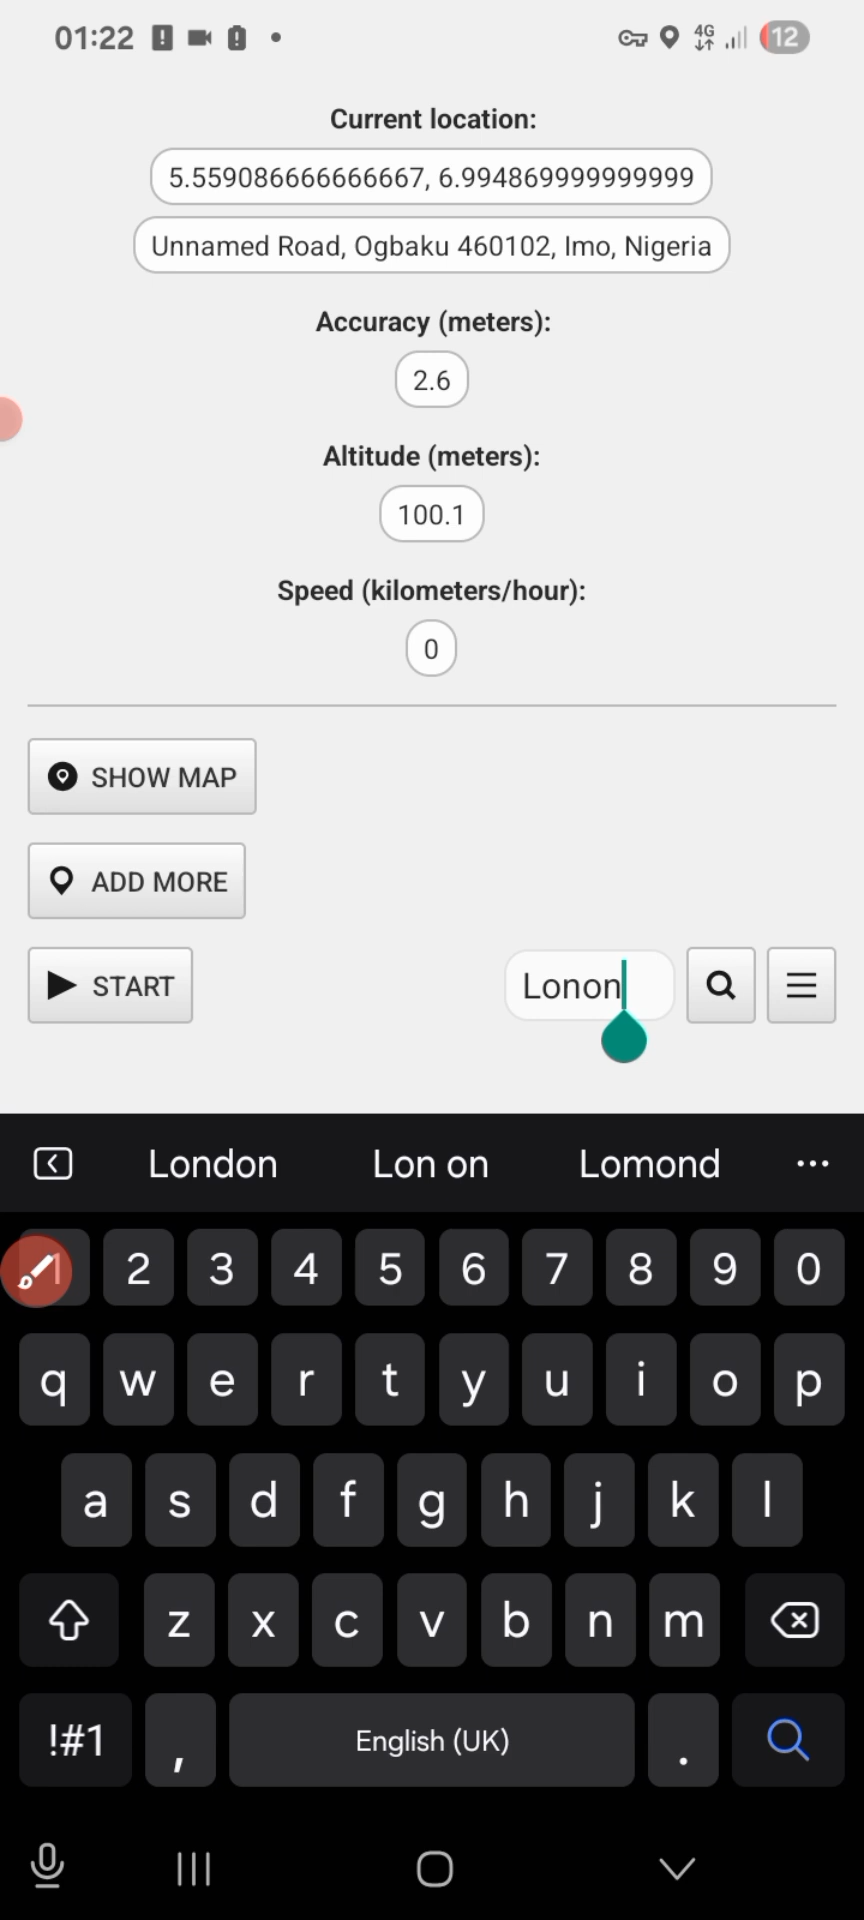 01:22 4G 12
Current location:
5.559086666666667, 6.994869999999999
Unnamed Road, Ogbaku 460102, Imo, Nigeria
Accuracy (meters):
2.6
Altitude (meters):
100.1
Speed (kilometers/hour):
0
SHOW MAP
ADD MORE
START Lonon
London Lon on Lomond ...
1 2 3 4 5 6 7 8 9 0
q w e r t y u i o p
a s d f g h j k l
z x c v b n m
!#1 , English (UK) .